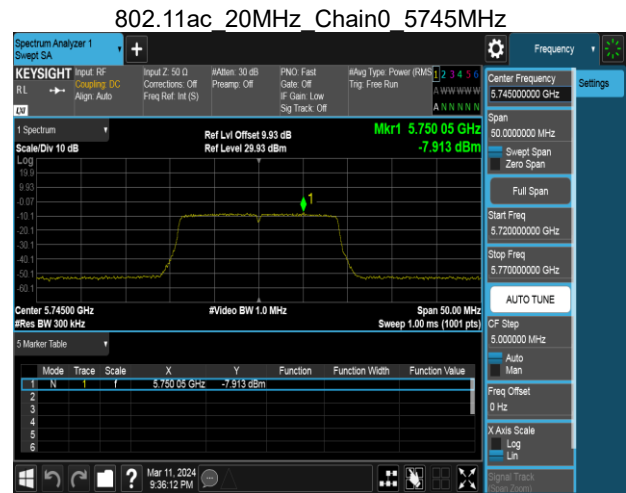 802.11ac_20MHz_Chain0_5745MHz
Spectrum Analyzer 1
Swept SA
Frequency
KEYSIGHT
RL
Input: RF
Coupling: DC
Align: Auto
Input Z: 50 Ω
Corrections: Off
Freq Ref: Int (S)
#Atten: 30 dB
Preamp: Off
PNO: Fast
Gate: Off
IF Gain: Low
Sig Track: Off
#Avg Type: Power (RMS
Trig: Free Run
1 2 3 4 5 6
A W W W W W
A N N N N N
LXI
1 Spectrum
Scale/Div 10 dB
Ref Lvl Offset 9.93 dB
Ref Level 29.93 dBm
Mkr1 5.750 05 GHz
-7.913 dBm
Log
19.9
9.93
-0.07
-10.1
-20.1
-30.1
-40.1
-50.1
-60.1
1
Center 5.74500 GHz
#Res BW 300 kHz
#Video BW 1.0 MHz
Span 50.00 MHz
Sweep 1.00 ms (1001 pts)
5 Marker Table
Mode Trace Scale X Y Function Function Width Function Value
1 N 1 f 5.750 05 GHz -7.913 dBm
2
3
4
5
6
Mar 11, 2024
9:36:12 PM
Center Frequency
5.745000000 GHz
Settings
Span
50.0000000 MHz
Swept Span
Zero Span
Full Span
Start Freq
5.720000000 GHz
Stop Freq
5.770000000 GHz
AUTO TUNE
CF Step
5.000000 MHz
Auto
Man
Freq Offset
0 Hz
X Axis Scale
Log
Lin
Signal Track
(Span Zoom)